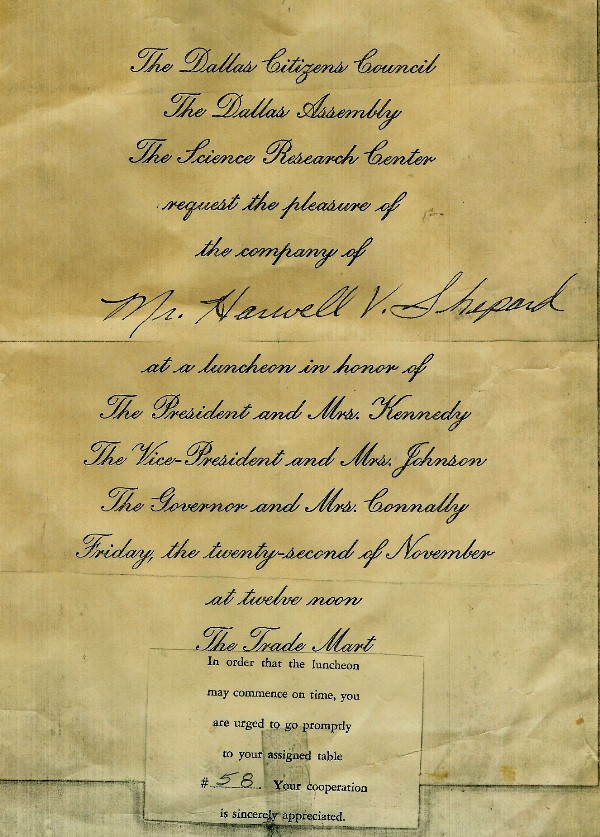 The Dallas Citizens Council
The Dallas Assembly
The Science Research Center
request the pleasure of
the company of
Mr. Harwell V. Shepard
at a luncheon in honor of
The President and Mrs. Kennedy
The Vice-President and Mrs. Johnson
The Governor and Mrs. Connally
Friday, the twenty-second of November
at twelve noon
The Trade Mart
In order that the luncheon
may commence on time, you
are urged to go promptly
to your assigned table
# 58. Your cooperation
is sincerely appreciated.